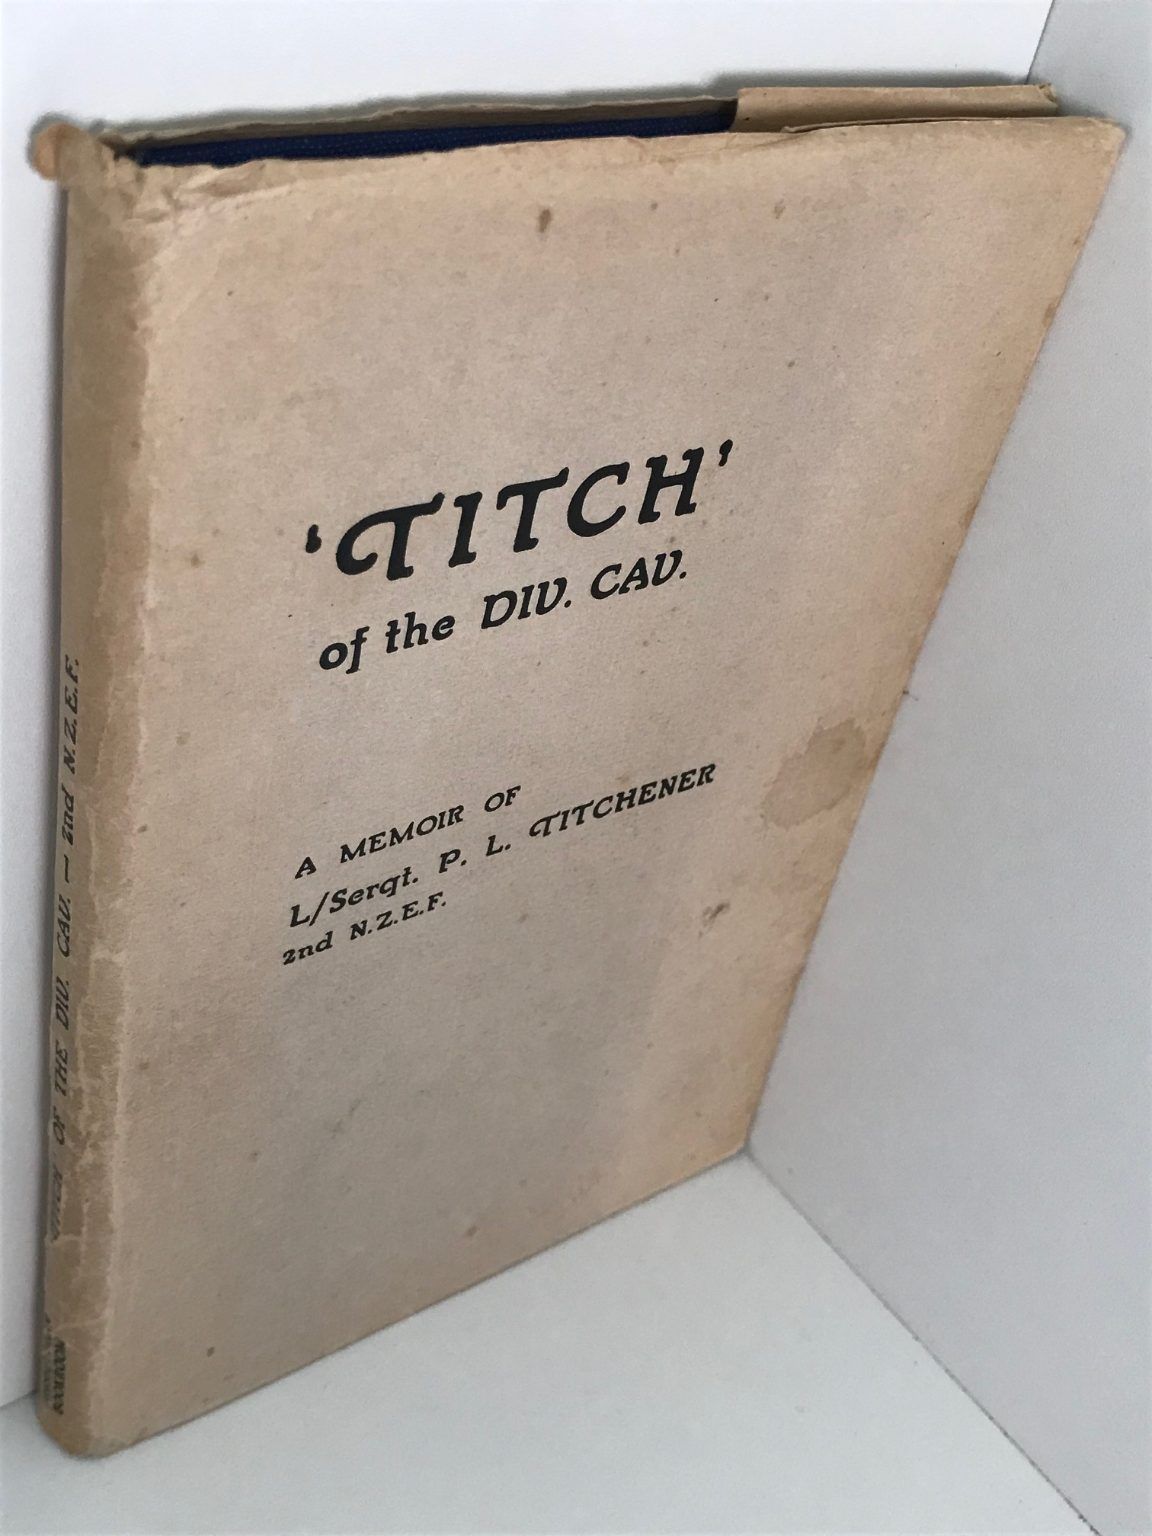 'TITCH'
of the DIV. CAV.
A MEMOIR OF
L/Sergt. P. L. TITCHENER
2nd N.Z.E.F.
TITCH OF THE DIV. CAV. — 2nd N.Z.E.F.